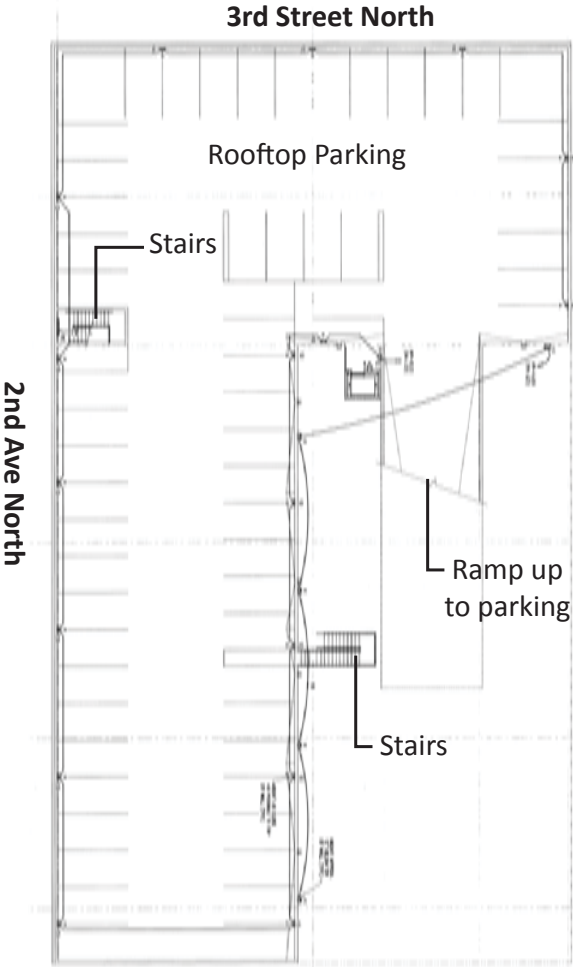 3rd Street North
Rooftop Parking
Stairs
2nd Ave North
Ramp up
to parking
Stairs